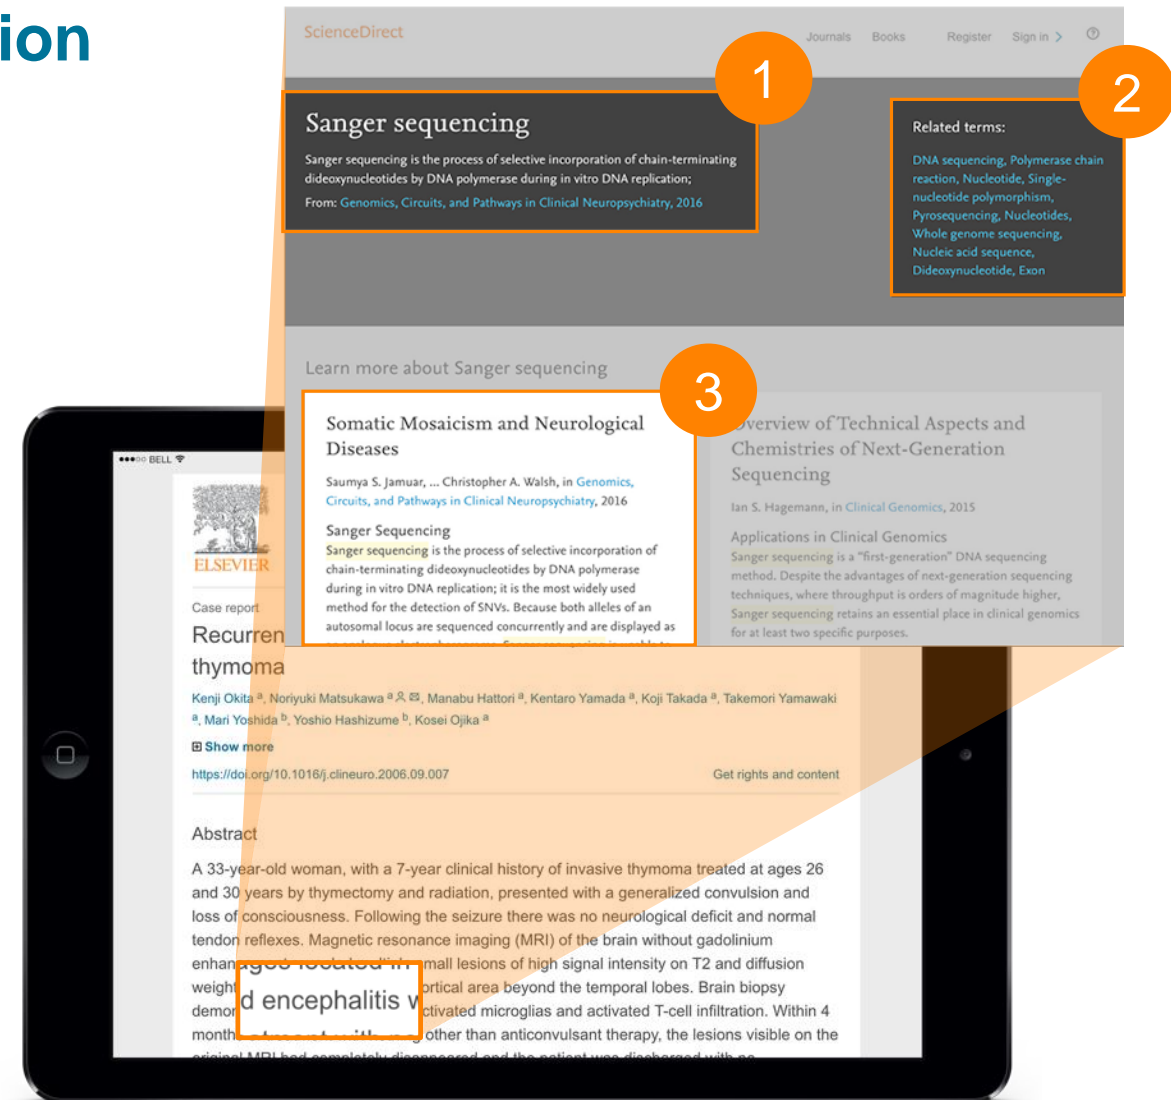 ion
ScienceDirect
Journals Books Register Sign in > ?
1
2
Sanger sequencing
Sanger sequencing is the process of selective incorporation of chain-terminating
dideoxynucleotides by DNA polymerase during in vitro DNA replication;
From: Genomics, Circuits, and Pathways in Clinical Neuropsychiatry, 2016
Related terms:
DNA sequencing, Polymerase chain
reaction, Nucleotide, Single-
nucleotide polymorphism,
Pyrosequencing, Nucleotides,
Whole genome sequencing,
Nucleic acid sequence,
Dideoxynucleotide, Exon
Learn more about Sanger sequencing
3
Somatic Mosaicism and Neurological
Diseases
Saumya S. Jamuar, ... Christopher A. Walsh, in Genomics,
Circuits, and Pathways in Clinical Neuropsychiatry, 2016
Sanger Sequencing
Sanger sequencing is the process of selective incorporation of
chain-terminating dideoxynucleotides by DNA polymerase
during in vitro DNA replication; it is the most widely used
method for the detection of SNVs. Because both alleles of an
autosomal locus are sequenced concurrently and are displayed as
Overview of Technical Aspects and
Chemistries of Next-Generation
Sequencing
Ian S. Hagemann, in Clinical Genomics, 2015
Applications in Clinical Genomics
Sanger sequencing is a "first-generation" DNA sequencing
method. Despite the advantages of next-generation sequencing
techniques, where throughput is orders of magnitude higher,
Sanger sequencing retains an essential place in clinical genomics
for at least two specific purposes.
BELL
ELSEVIER
Case report
Recurren
thymoma
Kenji Okita a, Noriyuki Matsukawa a, Manabu Hattori a, Kentaro Yamada a, Koji Takada a, Takemori Yamawaki
a, Mari Yoshida b, Yoshio Hashizume b, Kosei Ojika a
Show more
https://doi.org/10.1016/j.clineuro.2006.09.007 Get rights and content
Abstract
A 33-year-old woman, with a 7-year clinical history of invasive thymoma treated at ages 26
and 30 years by thymectomy and radiation, presented with a generalized convulsion and
loss of consciousness. Following the seizure there was no neurological deficit and normal
tendon reflexes. Magnetic resonance imaging (MRI) of the brain without gadolinium
enhan mall lesions of high signal intensity on T2 and diffusion
weight ortical area beyond the temporal lobes. Brain biopsy
d encephalitis w
demon ctivated microglias and activated T-cell infiltration. Within 4
month other than anticonvulsant therapy, the lesions visible on the